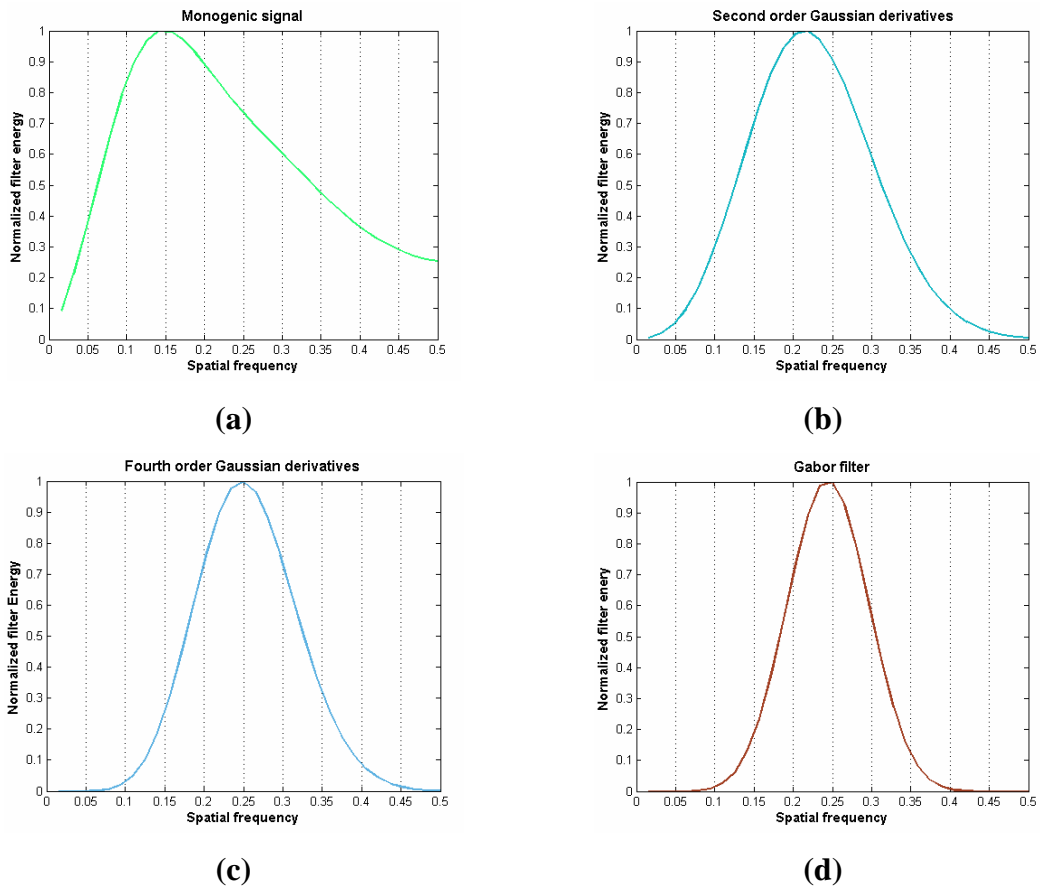 Monogenic signal
Normalized filter energy
1
0.9
0.8
0.7
0.6
0.5
0.4
0.3
0.2
0.1
0
0 0.05 0.1 0.15 0.2 0.25 0.3 0.35 0.4 0.45 0.5
Spatial frequency
(a)
Second order Gaussian derivatives
Normalized filter energy
1
0.9
0.8
0.7
0.6
0.5
0.4
0.3
0.2
0.1
0
0 0.05 0.1 0.15 0.2 0.25 0.3 0.35 0.4 0.45 0.5
Spatial frequency
(b)
Fourth order Gaussian derivatives
Normalized filter Energy
1
0.9
0.8
0.7
0.6
0.5
0.4
0.3
0.2
0.1
0
0 0.05 0.1 0.15 0.2 0.25 0.3 0.35 0.4 0.45 0.5
Spatial frequency
(c)
Gabor filter
Normalized filter enery
1
0.9
0.8
0.7
0.6
0.5
0.4
0.3
0.2
0.1
0
0 0.05 0.1 0.15 0.2 0.25 0.3 0.35 0.4 0.45 0.5
Spatial frequency
(d)